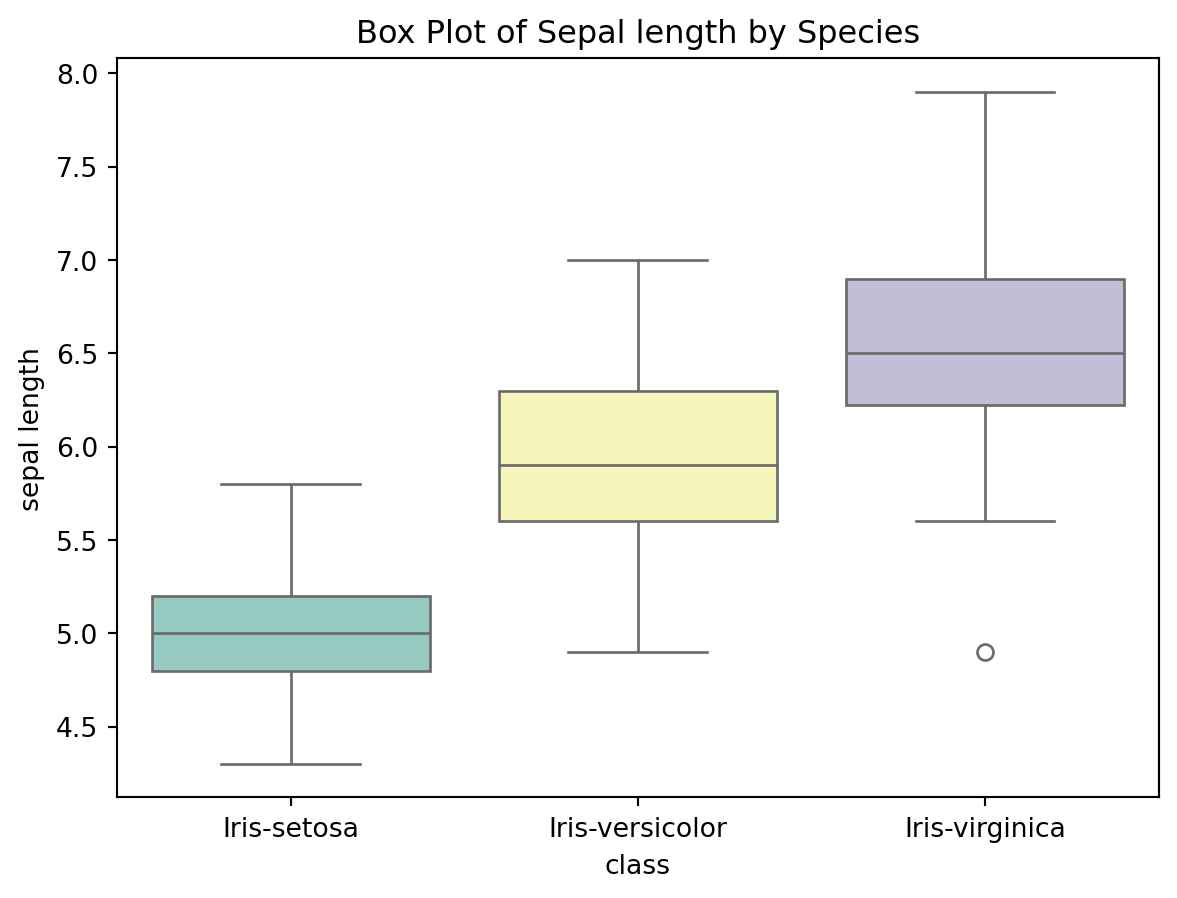 Box Plot of Sepal length by Species
8.0
7.5
7.0
6.5
6.0
5.5
5.0
4.5
sepal length
Iris-setosa
Iris-versicolor
Iris-virginica
class